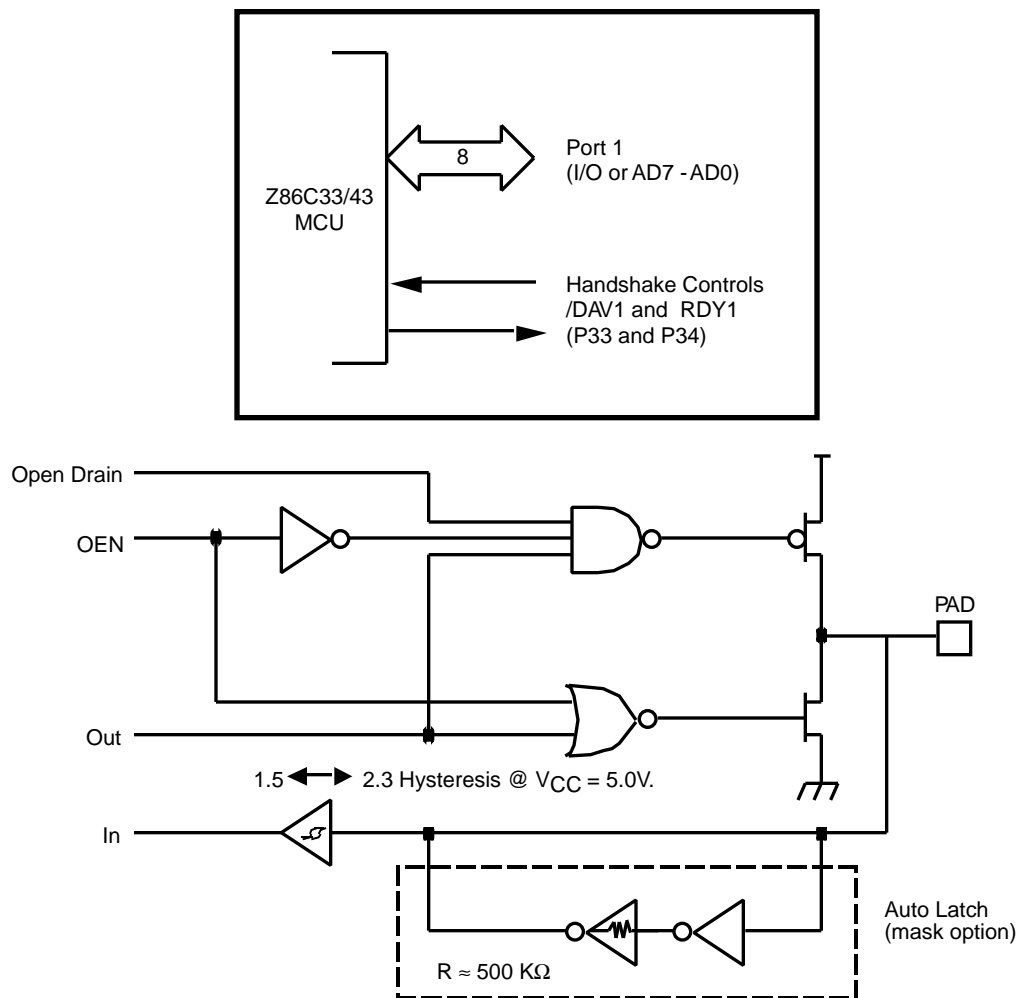 8
Port 1
(I/O or AD7 - AD0)
Z86C33/43
MCU
Handshake Controls
/DAV1 and RDY1
(P33 and P34)
Open Drain
OEN
PAD
Out
1.5 2.3 Hysteresis @ VCC = 5.0V.
In
Auto Latch
(mask option)
R ≈ 500 KΩ